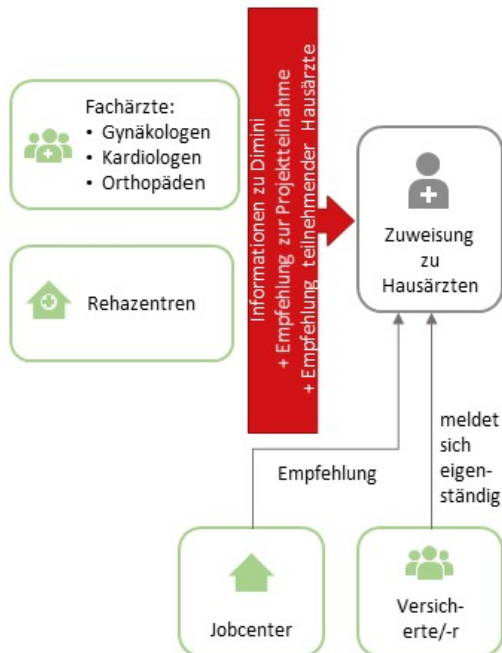 Fachärzte:
• Gynäkologen
• Kardiologen
• Orthopäden
Rehazentren
Informationen zu Dimini
+ Empfehlung zur Projektteilnahme
+ Empfehlung teilnehmender Hausärzte
Zuweisung
zu
Hausärzten
Empfehlung
meldet
sich
eigen-
ständig
Jobcenter
Versich-
erte/-r